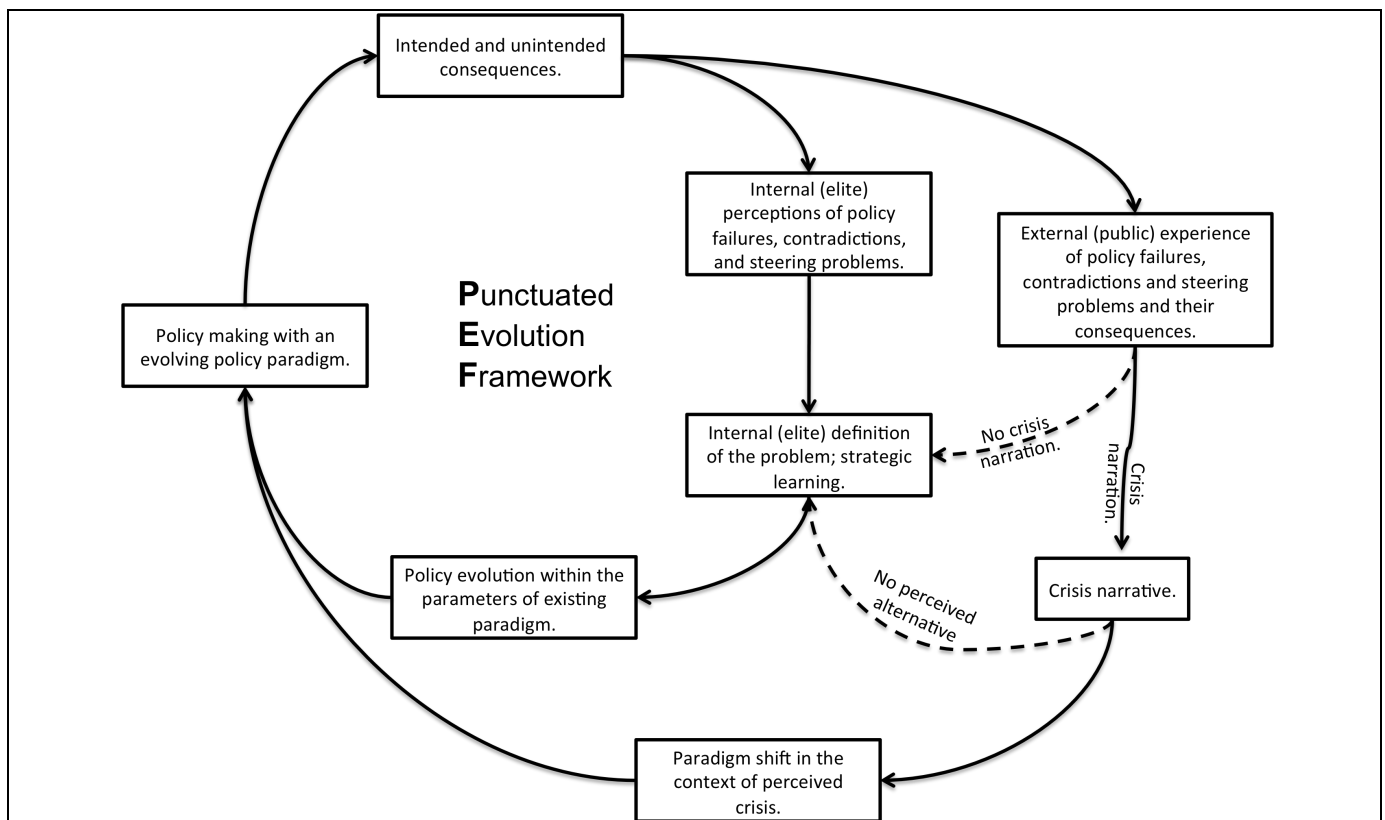 Intended and unintended
consequences.
Internal (elite)
perceptions of policy
failures, contradictions,
and steering problems.
External (public) experience
of policy failures,
contradictions and steering
problems and their
consequences.
Punctuated
Evolution
Framework
Policy making with an
evolving policy paradigm.
Internal (elite) definition
of the problem; strategic
learning.
No crisis
narration.
Crisis
narration.
Policy evolution within the
parameters of existing
paradigm.
No perceived
alternative
Crisis narrative.
Paradigm shift in the
context of perceived
crisis.